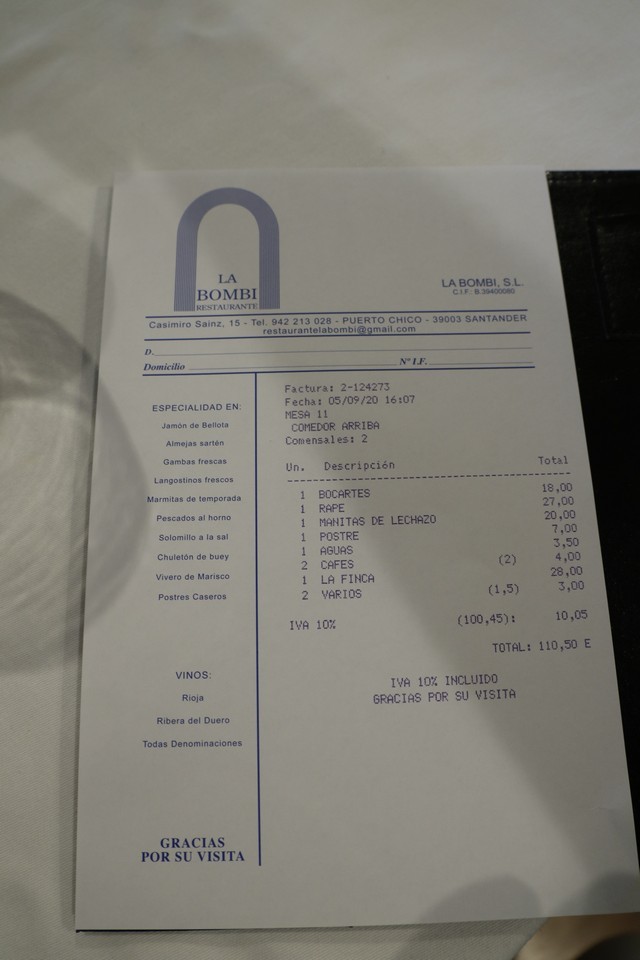 LA
BOMBI
RESTAURANTE
LA BOMBI, S.L.
C.I.F.: B.39400080
Casimiro Sainz, 15 - Tel. 942 213 028 - PUERTO CHICO - 39003 SANTANDER
restaurantelabombi@gmail.com
D.
Domicilio Nº I.F.
ESPECIALIDAD EN:
Jamón de Bellota
Almejas sartén
Gambas frescas
Langostinos frescos
Marmitas de temporada
Pescados al horno
Solomillo a la sal
Chuletón de buey
Vivero de Marisco
Postres Caseros
VINOS:
Rioja
Ribera del Duero
Todas Denominaciones
GRACIAS
POR SU VISITA
Factura: 2-124273
Fecha: 05/09/20 16:07
MESA 11
COMEDOR ARRIBA
Comensales: 2
Un. Descripción Total
1 BOCARTES 18,00
1 RAPE 27,00
1 MANITAS DE LECHAZO 20,00
1 POSTRE 7,00
1 AGUAS 3,50
2 CAFES (2) 4,00
1 LA FINCA 28,00
2 VARIOS (1,5) 3,00
IVA 10% (100,45): 10,05
TOTAL: 110,50 E
IVA 10% INCLUIDO
GRACIAS POR SU VISITA